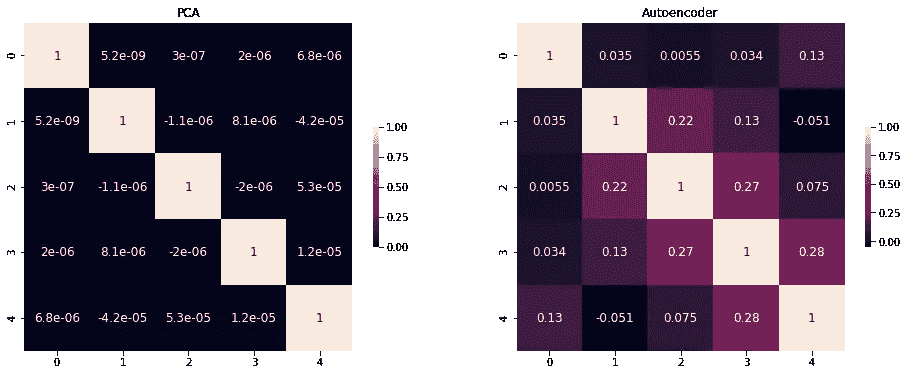 PCA
0 1 5.2e-09 3e-07 2e-06 6.8e-06
1 5.2e-09 1 -1.1e-06 8.1e-06 -4.2e-05
2 3e-07 -1.1e-06 1 -2e-06 5.3e-05
3 2e-06 8.1e-06 -2e-06 1 1.2e-05
4 6.8e-06 -4.2e-05 5.3e-05 1.2e-05 1
0 1 2 3 4
1.00
0.75
0.50
0.25
0.00
Autoencoder
0 1 0.035 0.0055 0.034 0.13
1 0.035 1 0.22 0.13 -0.051
2 0.0055 0.22 1 0.27 0.075
3 0.034 0.13 0.27 1 0.28
4 0.13 -0.051 0.075 0.28 1
0 1 2 3 4
1.00
0.75
0.50
0.25
0.00